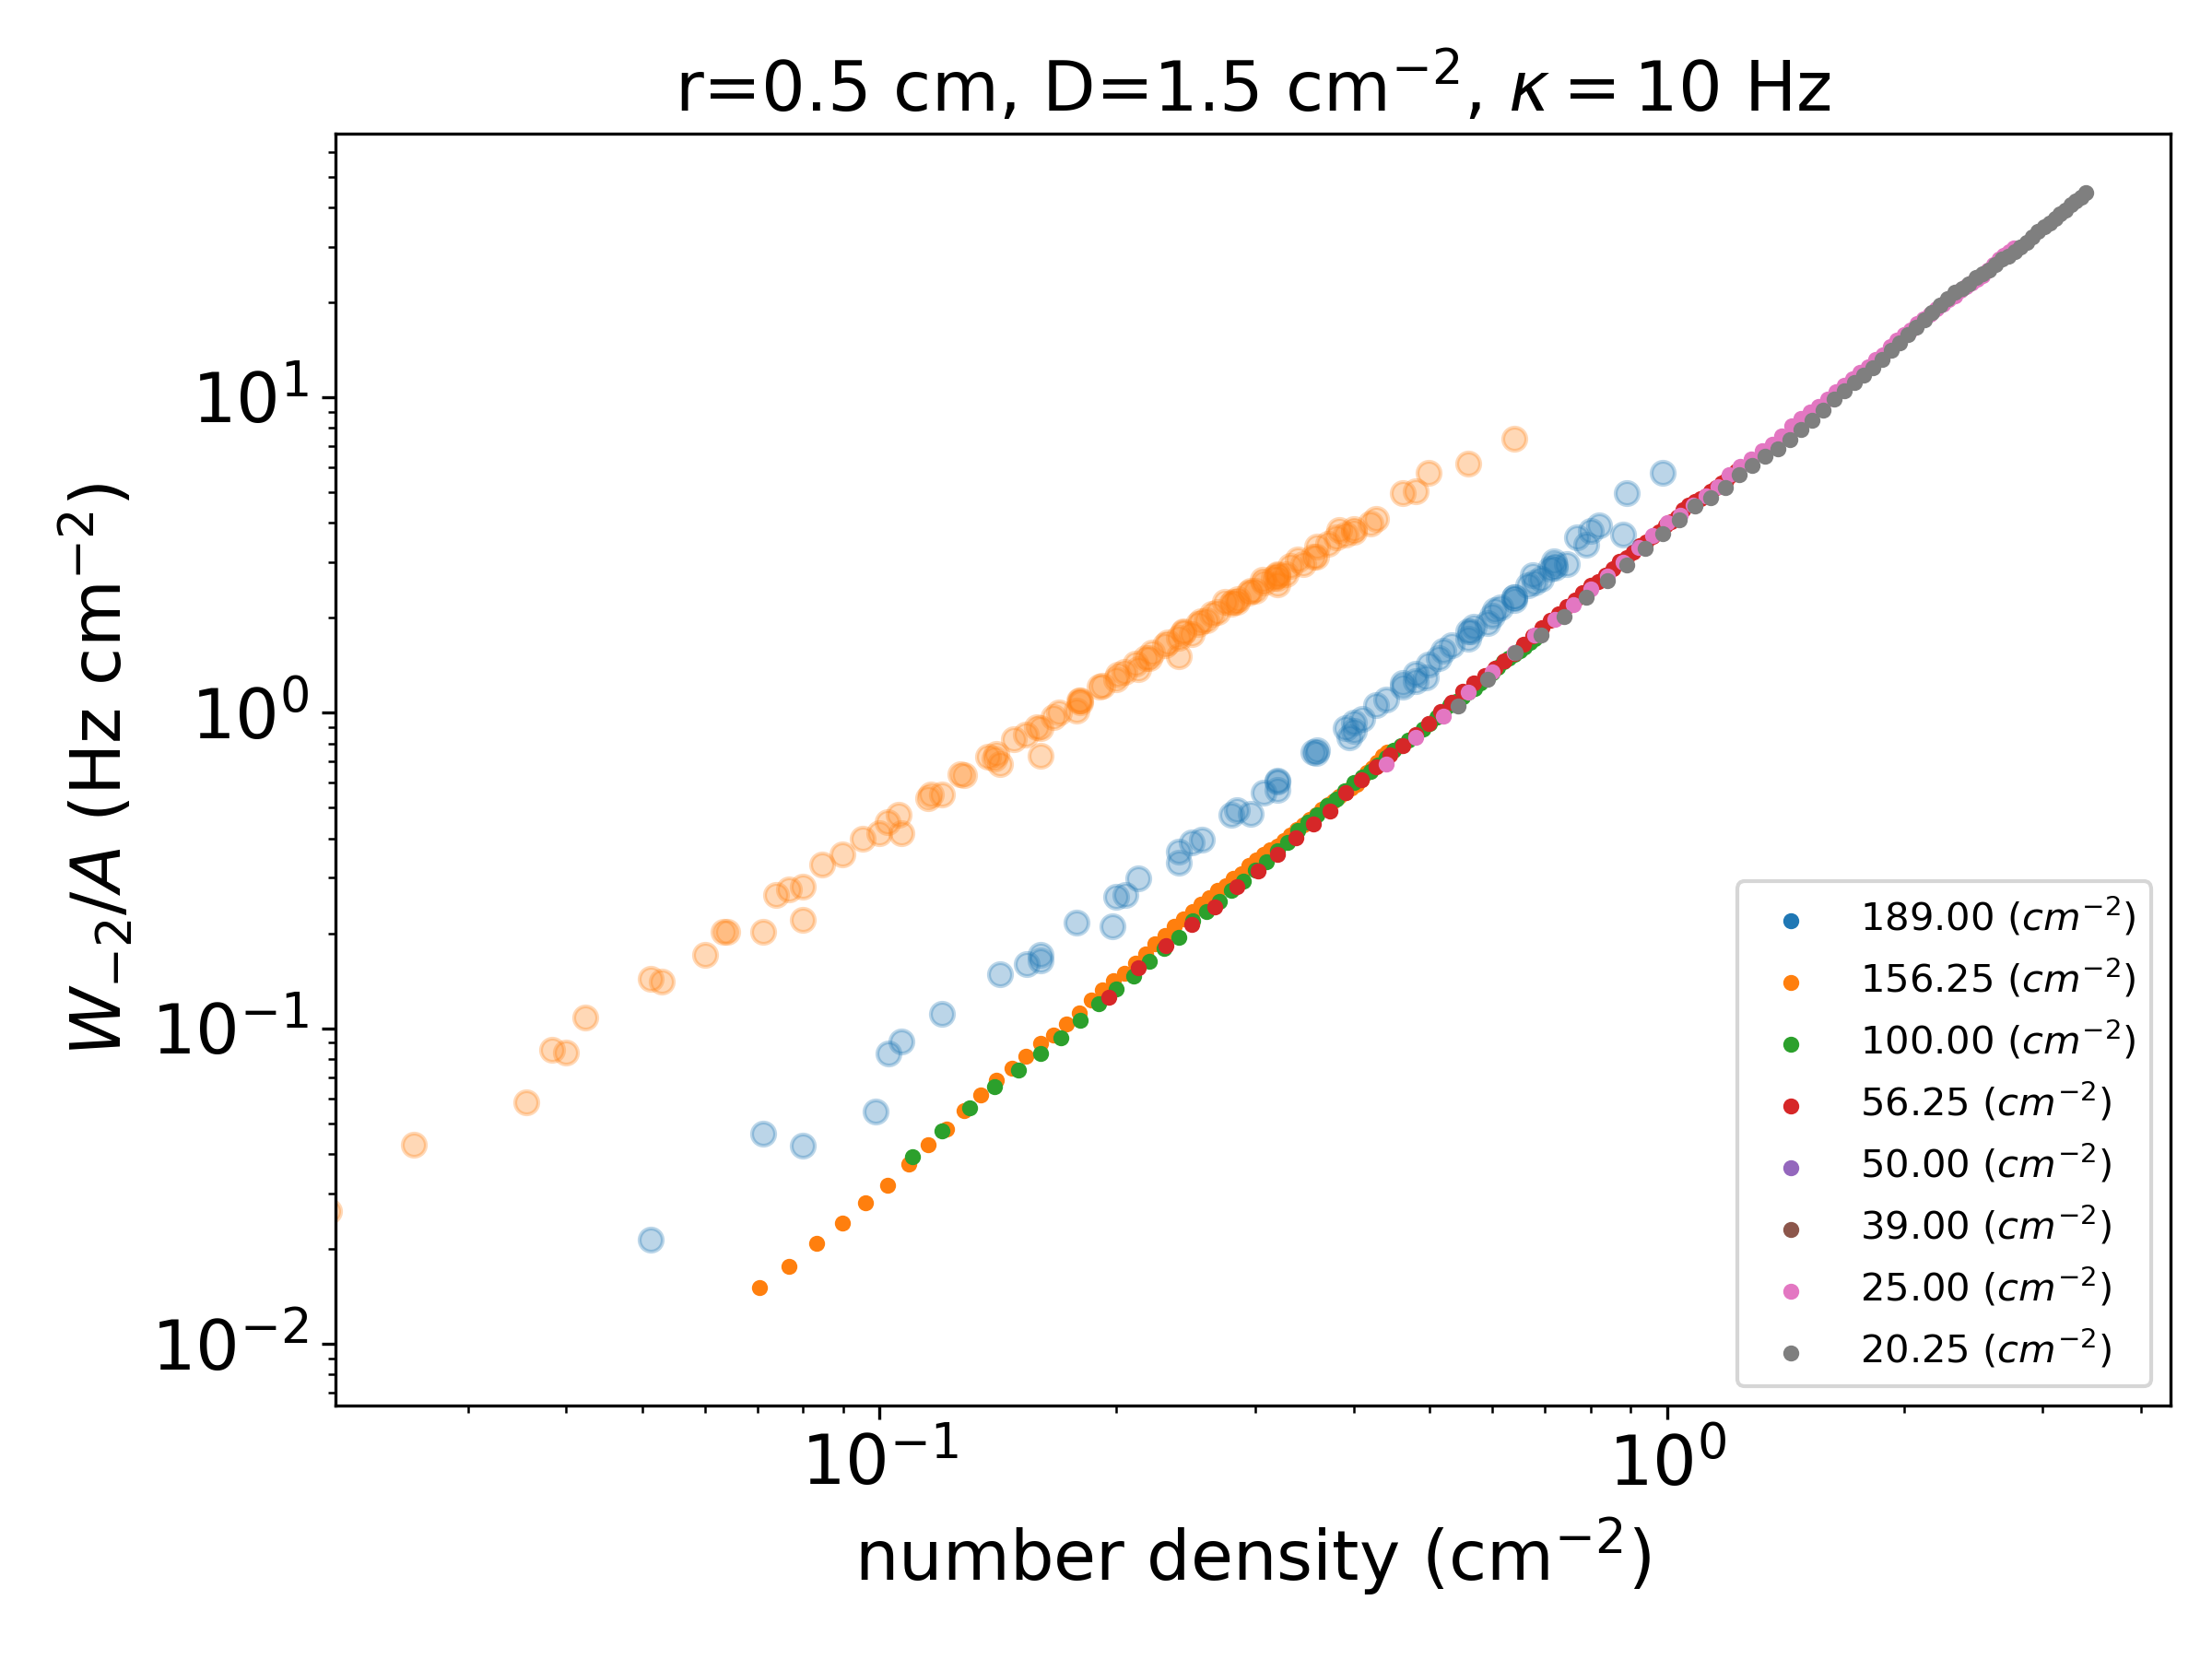 r=0.5 cm, D=1.5 cm⁻², κ = 10 Hz
W₋₂/A (Hz cm⁻²)
10¹
10⁰
10⁻¹
10⁻²
189.00 (cm⁻²)
156.25 (cm⁻²)
100.00 (cm⁻²)
56.25 (cm⁻²)
50.00 (cm⁻²)
39.00 (cm⁻²)
25.00 (cm⁻²)
20.25 (cm⁻²)
10⁻¹ 10⁰
number density (cm⁻²)